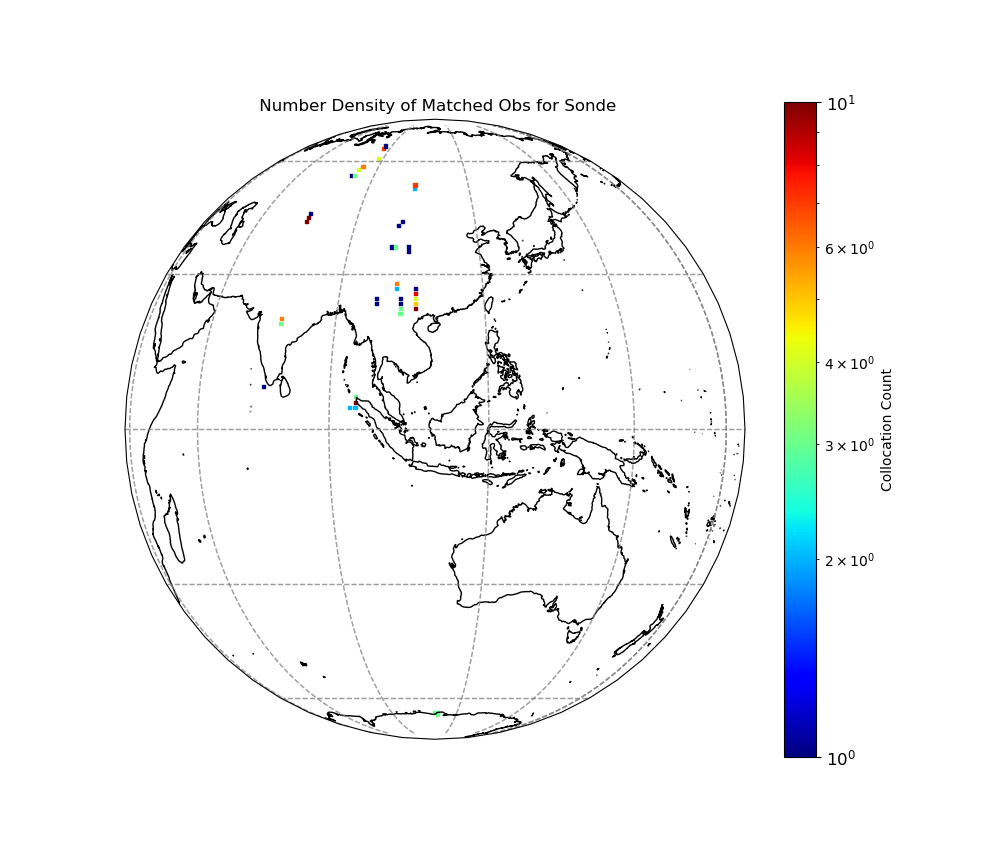 Number Density of Matched Obs for Sonde
10¹
6 × 10⁰
4 × 10⁰
3 × 10⁰
2 × 10⁰
10⁰
Collocation Count